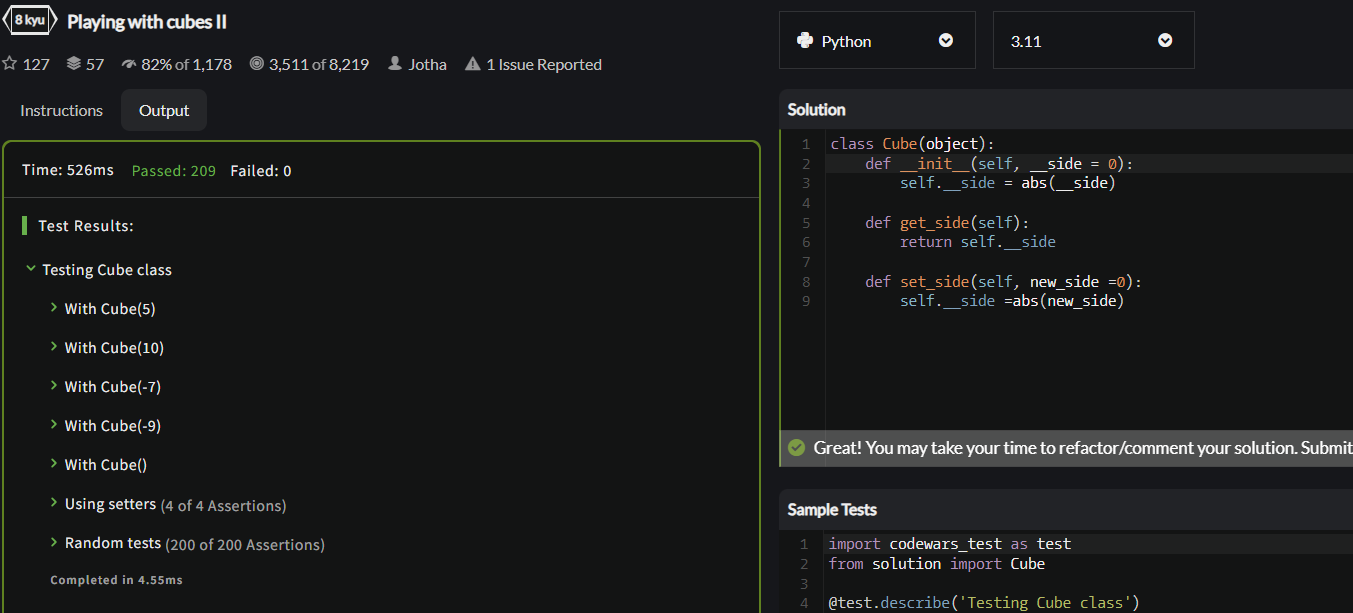 8 kyu Playing with cubes II
127 57 82% of 1,178 3,511 of 8,219 Jotha 1 Issue Reported
Instructions Output
Time: 526ms Passed: 209 Failed: 0
Test Results:
Testing Cube class
With Cube(5)
With Cube(10)
With Cube(-7)
With Cube(-9)
With Cube()
Using setters (4 of 4 Assertions)
Random tests (200 of 200 Assertions)
Completed in 4.55ms
Python 3.11
Solution
1 class Cube(object):
2     def __init__(self, __side = 0):
3         self.__side = abs(__side)
4
5     def get_side(self):
6         return self.__side
7
8     def set_side(self, new_side =0):
9         self.__side =abs(new_side)
Great! You may take your time to refactor/comment your solution. Submit
Sample Tests
1 import codewars_test as test
2 from solution import Cube
3
4 @test.describe('Testing Cube class')